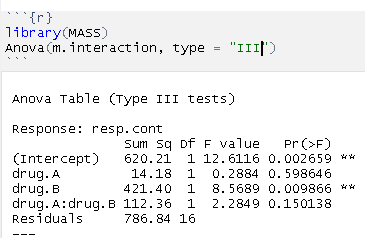 ```{r}
library(MASS)
Anova(m.interaction, type = "III")
```
Anova Table (Type III tests)
Response: resp.cont
Sum Sq Df F value Pr(>F)
(Intercept) 620.21 1 12.6116 0.002659 **
drug.A 14.18 1 0.2884 0.598646
drug.B 421.40 1 8.5689 0.009866 **
drug.A:drug.B 112.36 1 2.2849 0.150138
Residuals 786.84 16
---